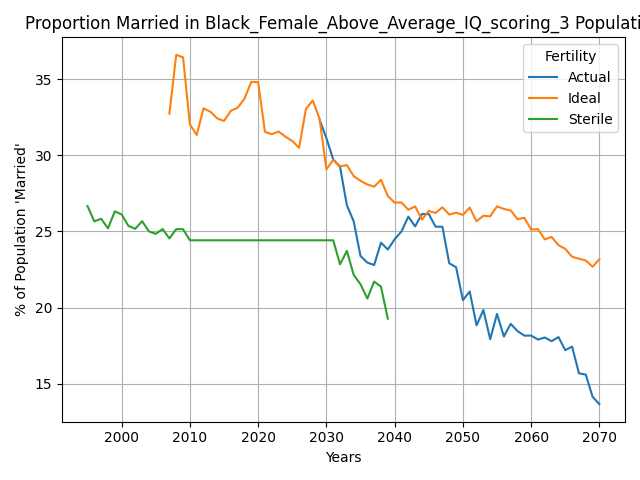 Proportion Married in Black_Female_Above_Average_IQ_scoring_3 Populati
Fertility
Actual
Ideal
Sterile
% of Population 'Married'
35
30
25
20
15
2000 2010 2020 2030 2040 2050 2060 2070
Years